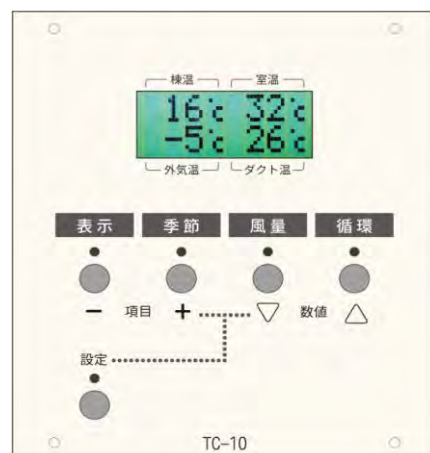 棟温 室温
16℃ 32℃
-5℃ 26℃
外気温 ダクト温
表示 季節 風量 循環
− 項目 + ▽ 数値 △
設定
TC-10